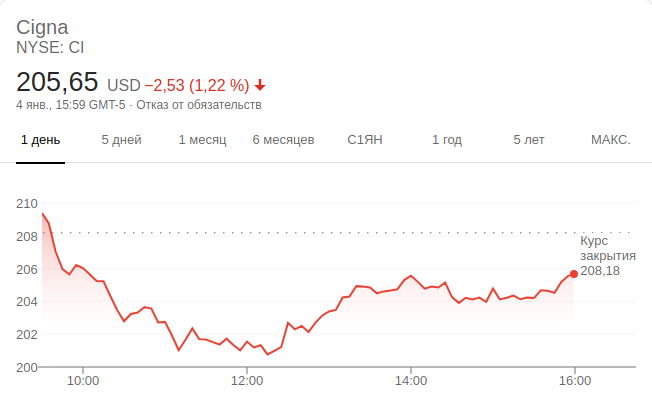 Cigna
NYSE: CI
205,65 USD −2,53 (1,22 %)
4 янв., 15:59 GMT-5 · Отказ от обязательств
1 день 5 дней 1 месяц 6 месяцев С1ЯН 1 год 5 лет МАКС.
210
208
206
204
202
200
Курс
закрытия
208,18
10:00 12:00 14:00 16:00